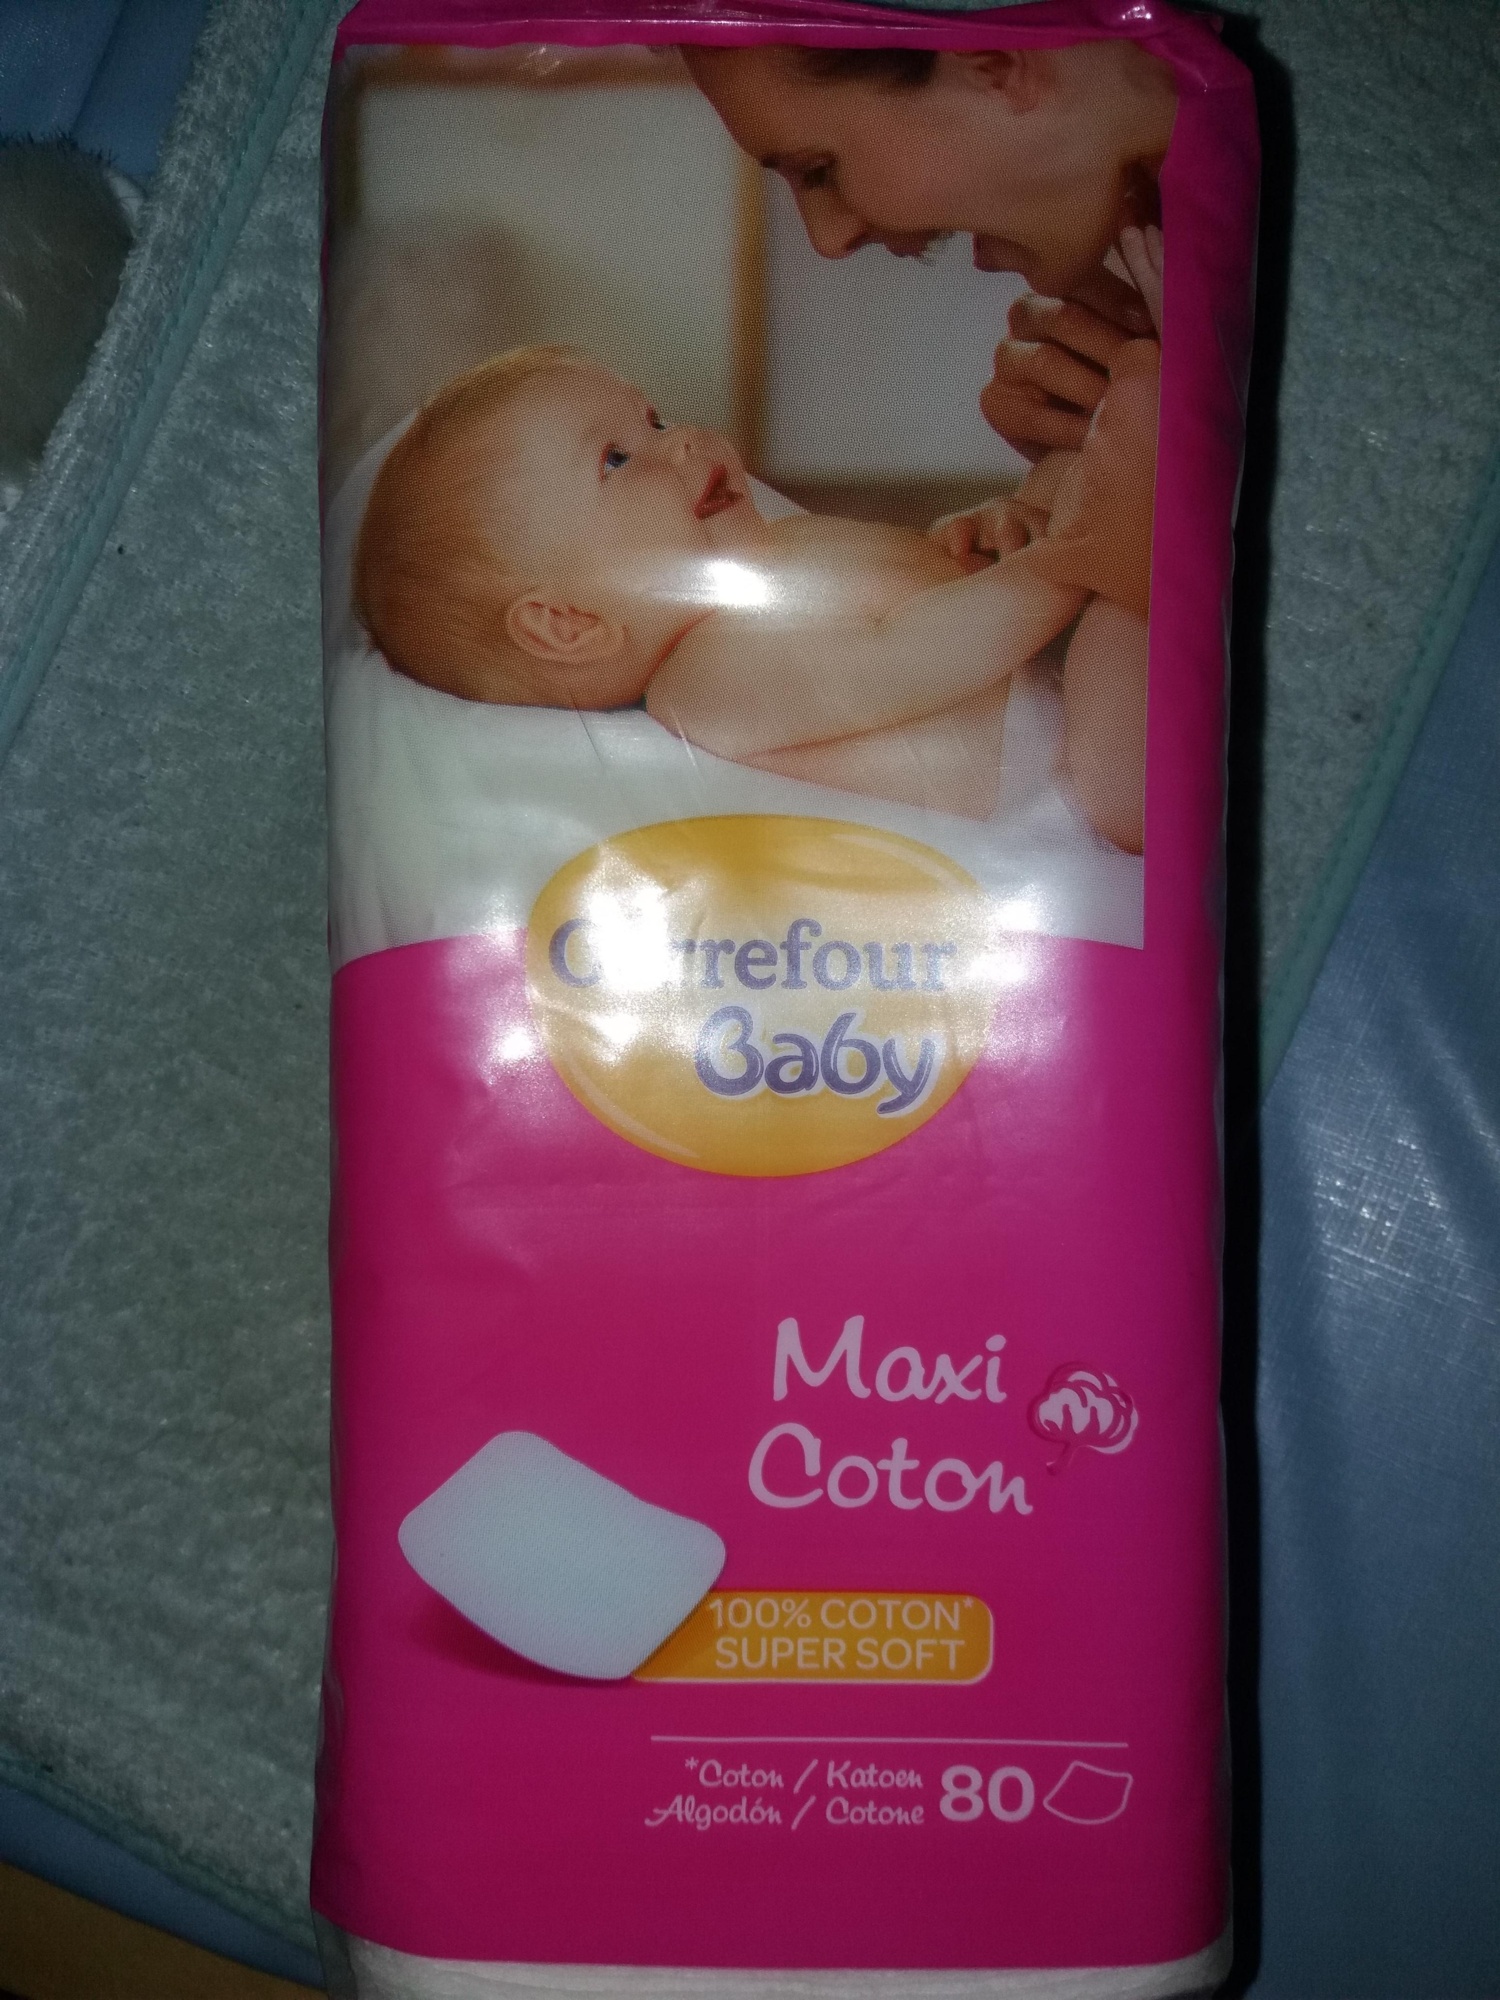 Carrefour
Baby
Maxi
Coton
100% COTON*
SUPER SOFT
*Coton / Katoen
Algodón / Cotone
80